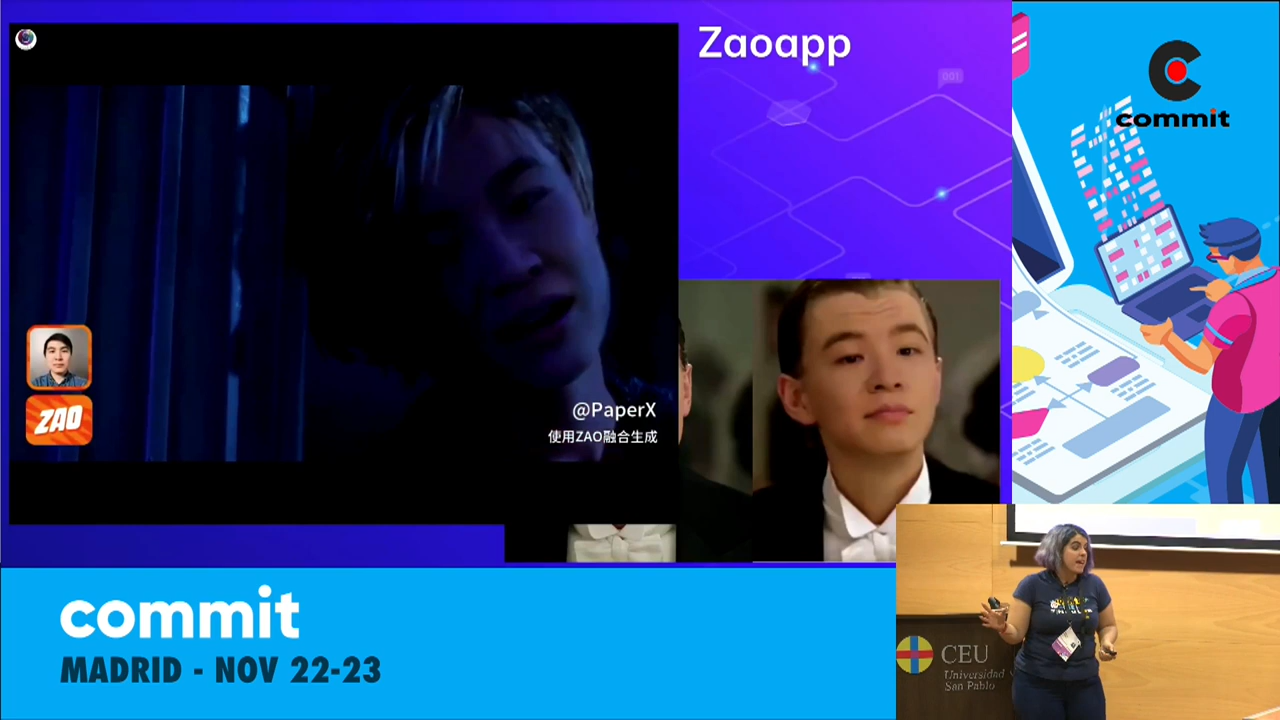 Zaoapp
001
commit
ZAO
@PaperX
使用ZAO融合生成
commit
MADRID - NOV 22-23
CEU
Universidad
San Pablo